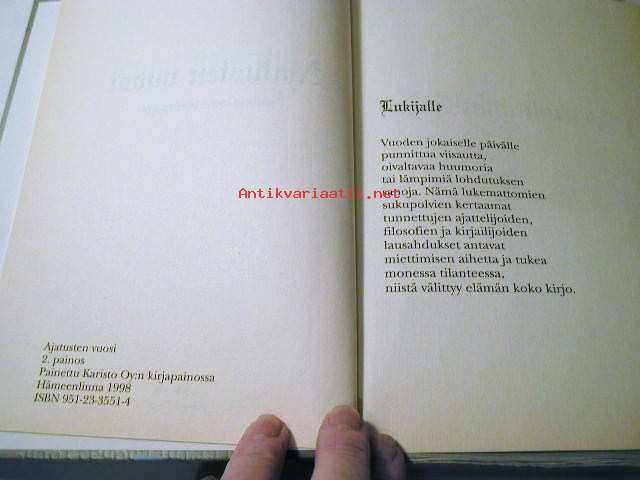 Ajatusten vuosi
2. painos
Painettu Karisto Oy:n kirjapainossa
Hämeenlinna 1998
ISBN 951-23-3551-4
Lukijalle
Vuoden jokaiselle päivälle
punnittua viisautta,
oivaltavaa huumoria
tai lämpimiä lohdutuksen
Antikvariaatit.net
Nämä lukemattomien
sukupolvien kertaamat
tunnettujen ajattelijoiden,
filosofien ja kirjailijoiden
lausahdukset antavat
miettimisen aihetta ja tukea
monessa tilanteessa,
niistä välittyy elämän koko kirjo.